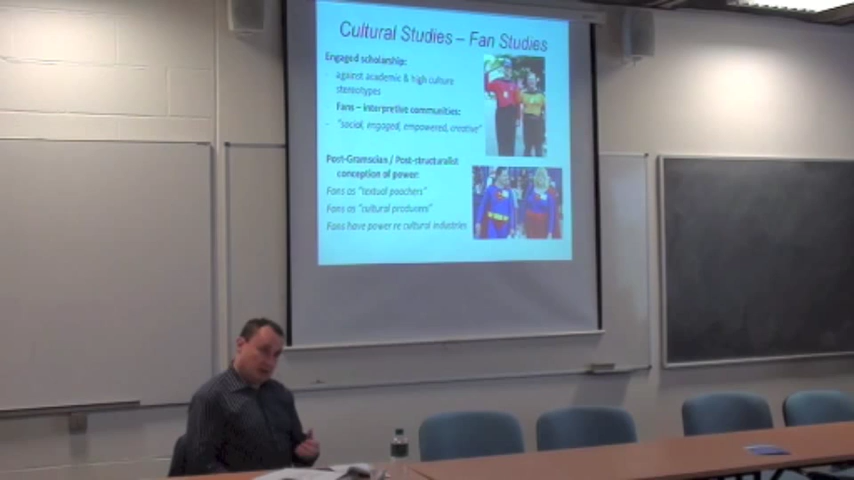 Cultural Studies – Fan Studies
Engaged scholarship:
- against academic & high culture
stereotypes
Fans – interpretive communities:
- "social, engaged, empowered, creative"
Post-Gramscian / Post-structuralist
conception of power:
Fans as "textual poachers"
Fans as "cultural producers"
Fans have power re cultural industries